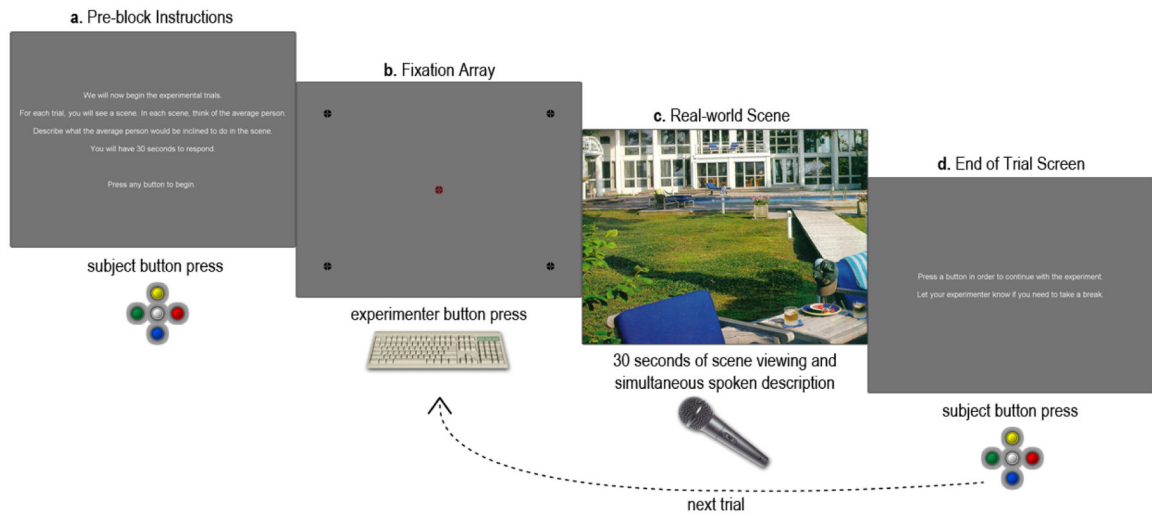 a. Pre-block Instructions
We will now begin the experimental trials.
For each trial, you will see a scene. In each scene, think of the average person.
Describe what the average person would be inclined to do in the scene.
You will have 30 seconds to respond.
Press any button to begin.
subject button press
b. Fixation Array
experimenter button press
c. Real-world Scene
30 seconds of scene viewing and
simultaneous spoken description
d. End of Trial Screen
Press a button in order to continue with the experiment.
Let your experimenter know if you need to take a break.
subject button press
next trial